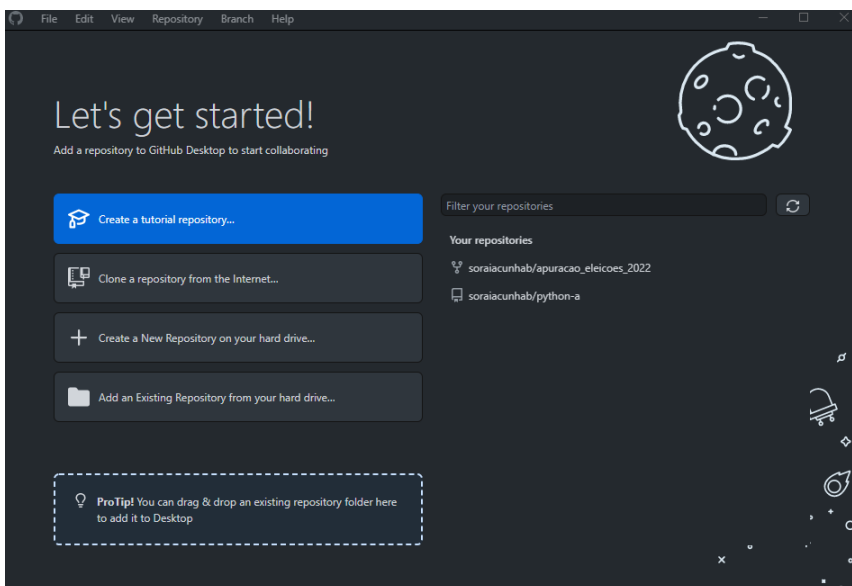 File Edit View Repository Branch Help
Let's get started!
Add a repository to GitHub Desktop to start collaborating
Create a tutorial repository...
Clone a repository from the Internet...
Create a New Repository on your hard drive...
Add an Existing Repository from your hard drive...
ProTip! You can drag & drop an existing repository folder here
to add it to Desktop
Filter your repositories
Your repositories
soraiacunhab/apuracao_eleicoes_2022
soraiacunhab/python-a